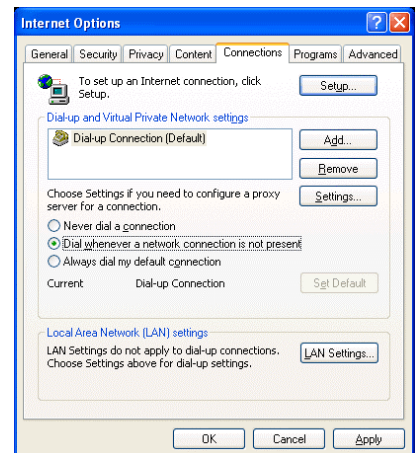 Internet Options
General Security Privacy Content Connections Programs Advanced
To set up an Internet connection, click
Setup.
Setup...
Dial-up and Virtual Private Network settings
Dial-up Connection (Default)
Add...
Remove
Choose Settings if you need to configure a proxy
server for a connection.
Settings...
Never dial a connection
Dial whenever a network connection is not present
Always dial my default connection
Current Dial-up Connection Set Default
Local Area Network (LAN) settings
LAN Settings do not apply to dial-up connections.
Choose Settings above for dial-up settings.
LAN Settings...
OK Cancel Apply